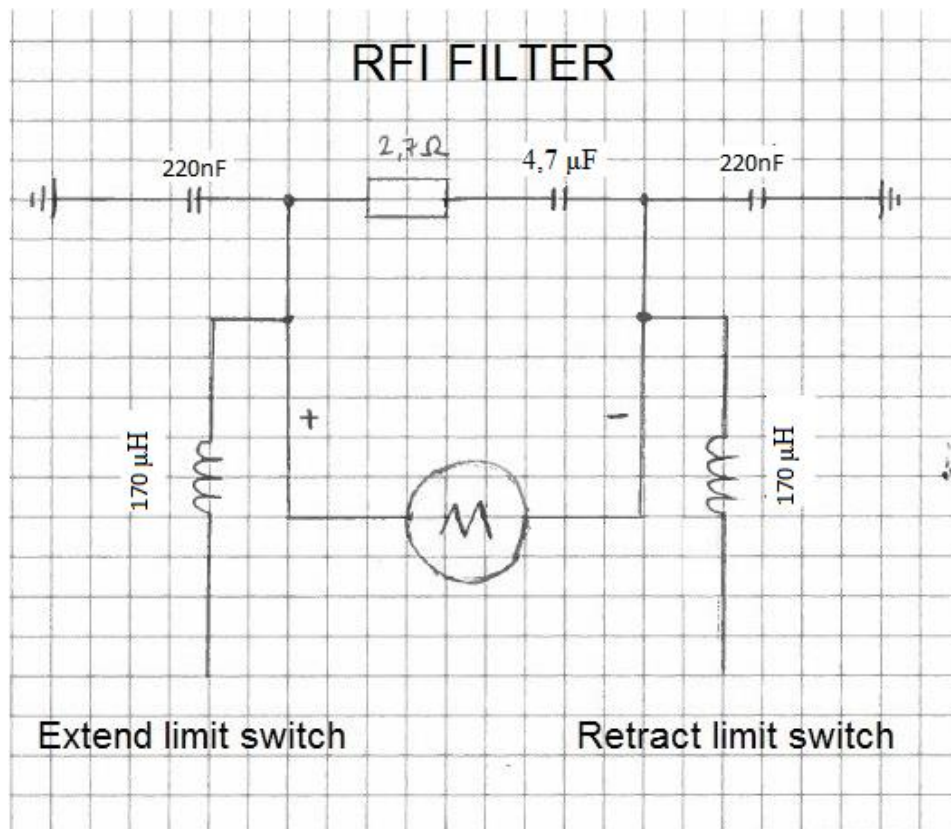 RFI FILTER
220nF
2,7Ω
4,7 µF
220nF
+
−
170 µH
170 µH
M
Extend limit switch
Retract limit switch